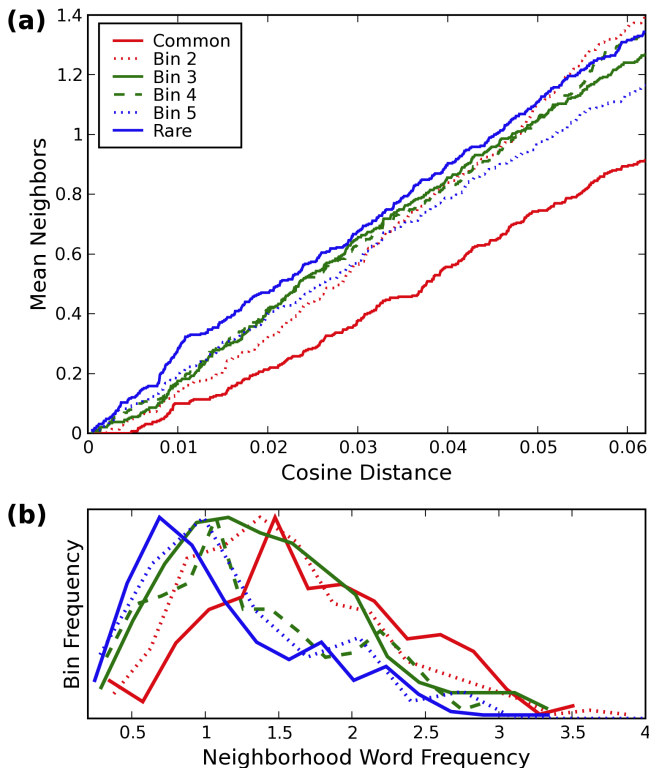 (a)
Mean Neighbors
1.4
1.2
1
0.8
0.6
0.4
0.2
0
Common
Bin 2
Bin 3
Bin 4
Bin 5
Rare
0 0.01 0.02 0.03 0.04 0.05 0.06
Cosine Distance
(b)
Bin Frequency
0.5 1 1.5 2 2.5 3 3.5 4
Neighborhood Word Frequency